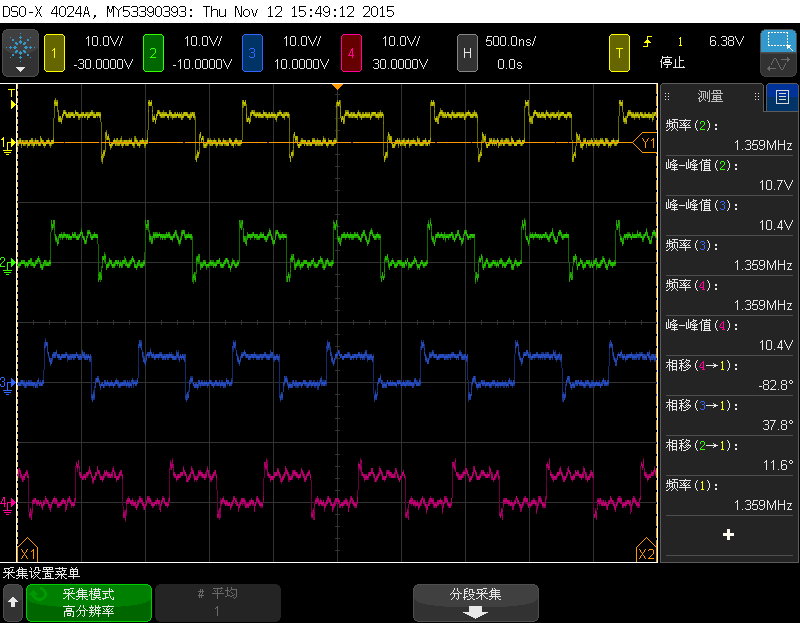 DSO-X 4024A, MY53390393: Thu Nov 12 15:49:12 2015
1 10.0V/ 2 10.0V/ 3 10.0V/ 4 10.0V/ H 500.0ns/ T 1 6.38V
-30.0000V -10.0000V 10.0000V 30.0000V 0.0s 停止
T
测量
频率(2):
1.359MHz
1 Y1
峰-峰值(2):
10.7V
峰-峰值(3):
10.4V
2
频率(3):
1.359MHz
频率(4):
1.359MHz
峰-峰值(4):
10.4V
相移(4→1):
-82.8°
3
相移(3→1):
37.8°
相移(2→1):
11.6°
频率(1):
1.359MHz
4
+
X1 X2
采集设置菜单
采集模式
高分辨率
# 平均
1
分段采集